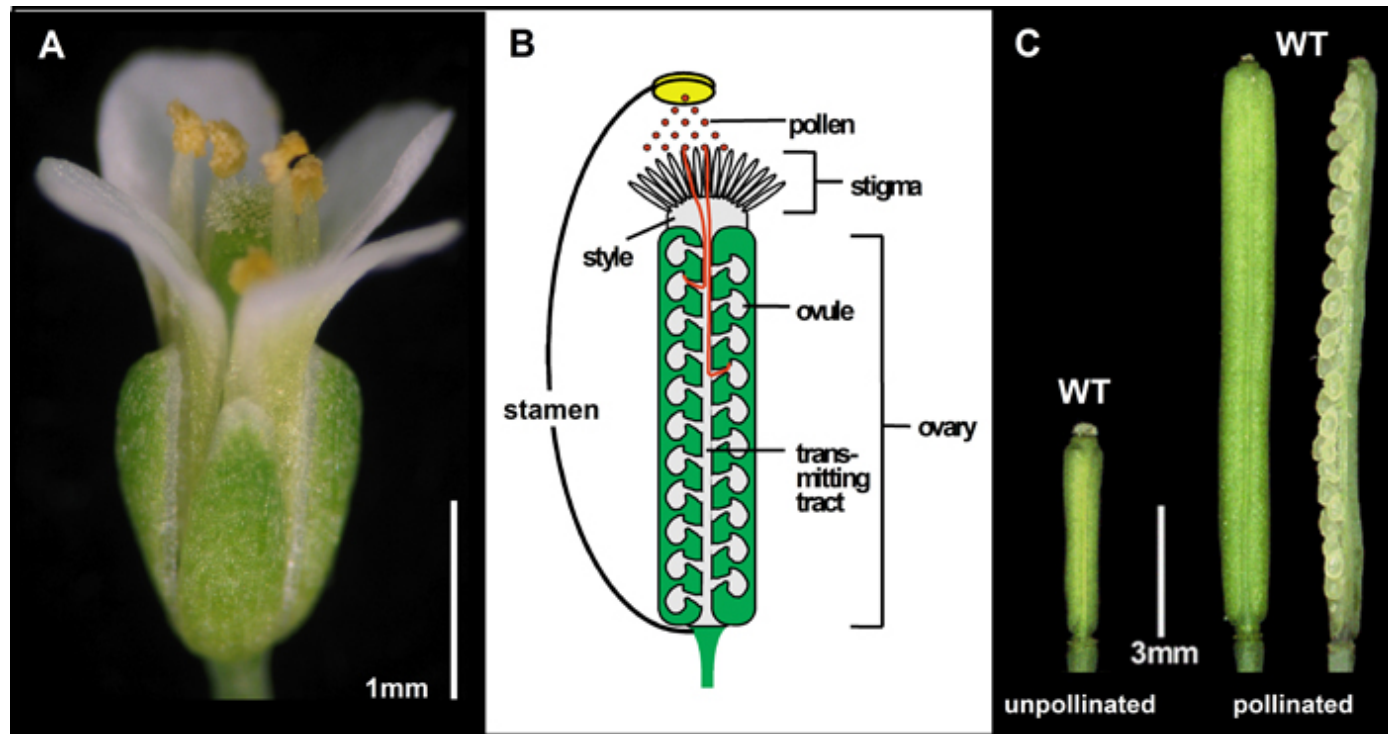 A
1mm
B
pollen
stigma
style
ovule
stamen
ovary
trans-
mitting
tract
C
WT
WT
3mm
unpollinated
pollinated